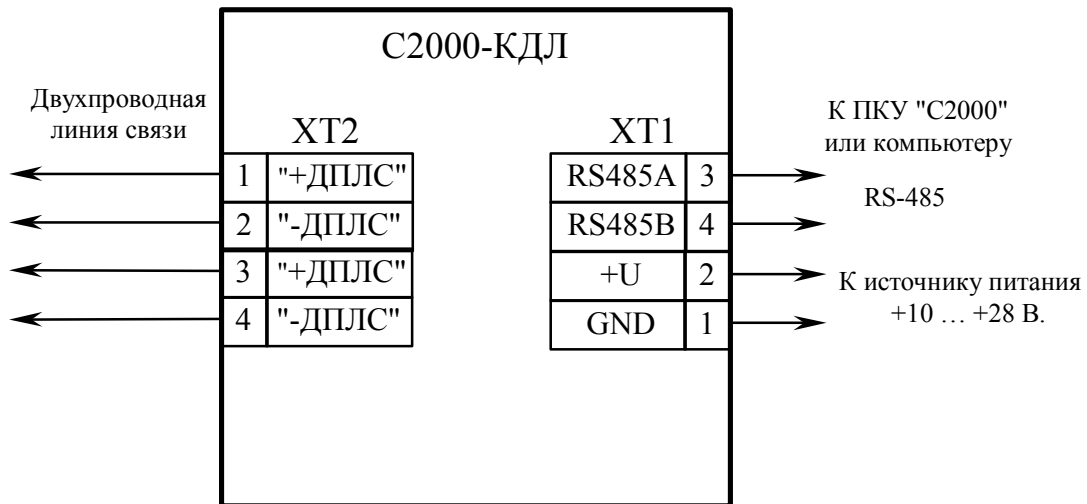 С2000-КДЛ
Двухпроводная
линия связи
XT2
1 "+ДПЛС"
2 "-ДПЛС"
3 "+ДПЛС"
4 "-ДПЛС"
XT1
RS485A 3
RS485B 4
+U 2
GND 1
К ПКУ "С2000"
или компьютеру
RS-485
К источнику питания
+10 … +28 В.